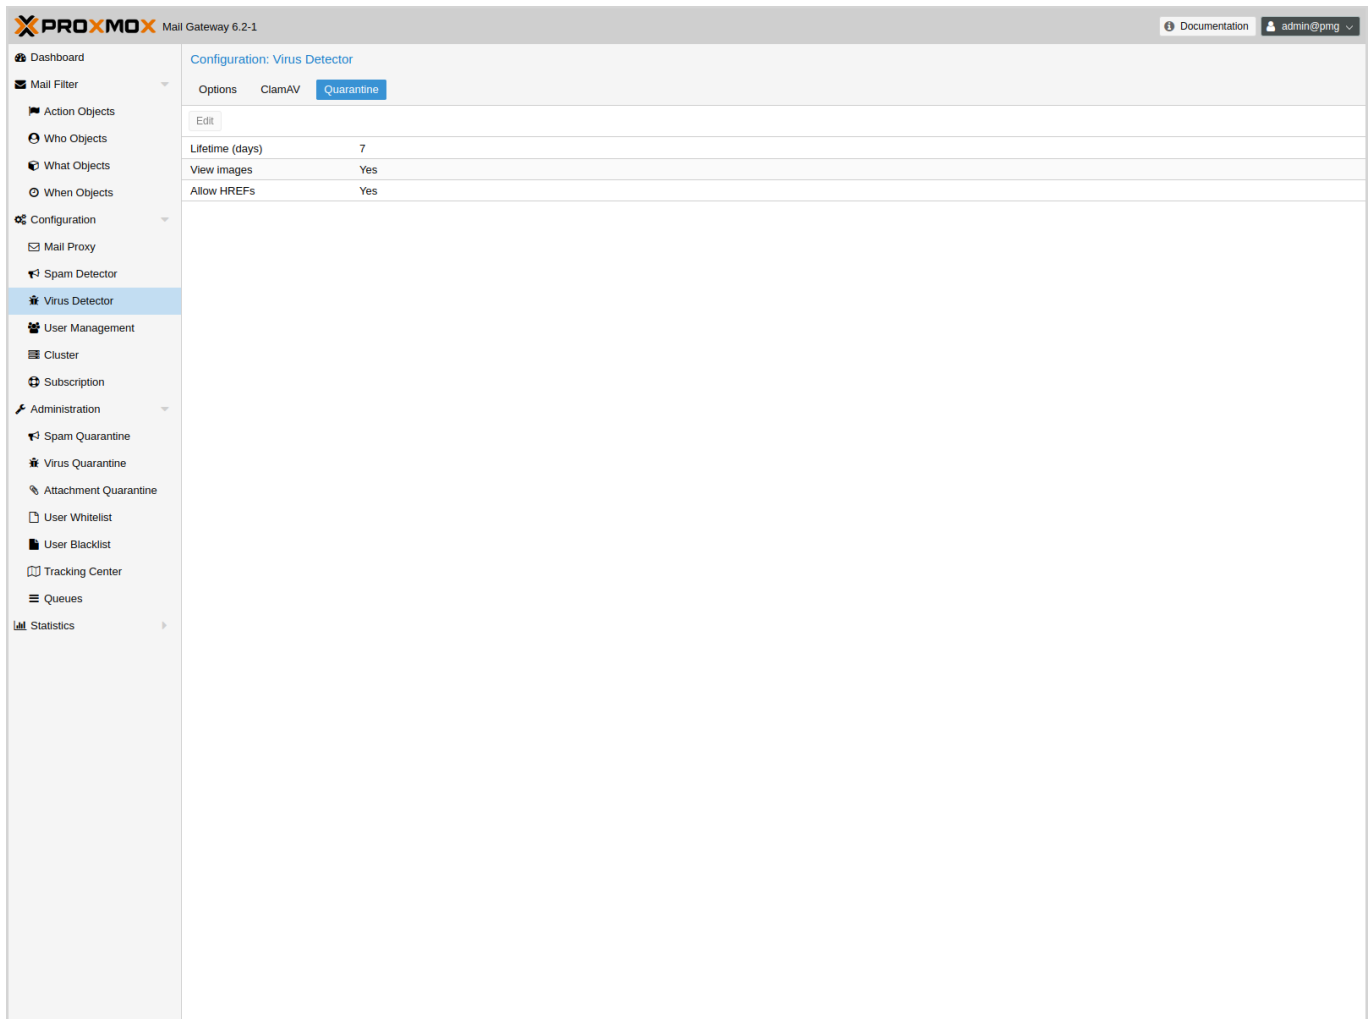 PROXMOX Mail Gateway 6.2-1
Documentation
admin@pmg
Dashboard
Mail Filter
Action Objects
Who Objects
What Objects
When Objects
Configuration
Mail Proxy
Spam Detector
Virus Detector
User Management
Cluster
Subscription
Administration
Spam Quarantine
Virus Quarantine
Attachment Quarantine
User Whitelist
User Blacklist
Tracking Center
Queues
Statistics
Configuration: Virus Detector
Options ClamAV Quarantine
Edit
Lifetime (days) 7
View images Yes
Allow HREFs Yes